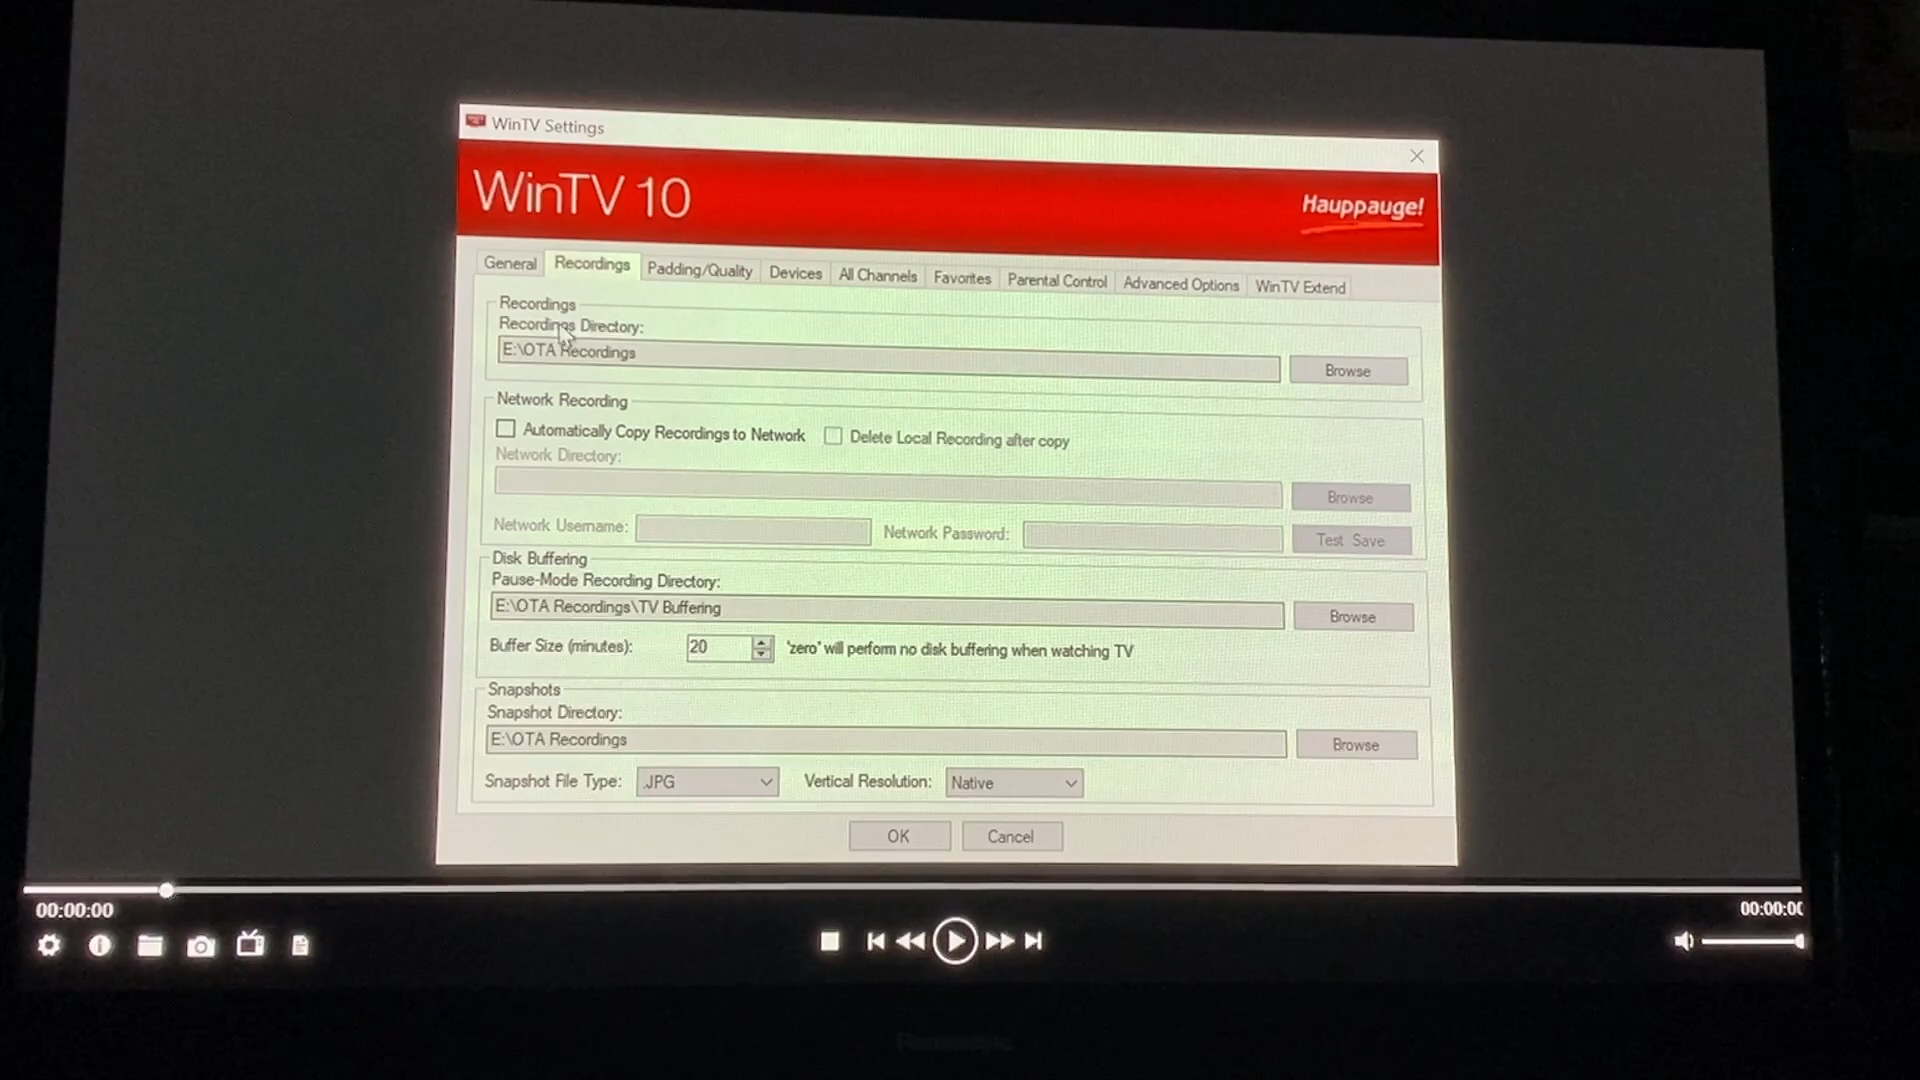 WinTV Settings
WinTV 10
Hauppauge!
General Recordings Padding/Quality Devices All Channels Favorites Parental Control Advanced Options WinTV Extend
Recordings
Recordings Directory:
E:\OTA Recordings
Browse
Network Recording
Automatically Copy Recordings to Network Delete Local Recording after copy
Network Directory:
Browse
Network Username: Network Password: Test Save
Disk Buffering
Pause-Mode Recording Directory:
E:\OTA Recordings\TV Buffering
Browse
Buffer Size (minutes): 20 'zero' will perform no disk buffering when watching TV
Snapshots
Snapshot Directory:
E:\OTA Recordings
Browse
Snapshot File Type: .JPG Vertical Resolution: Native
OK Cancel
00:00:00
00:00:0